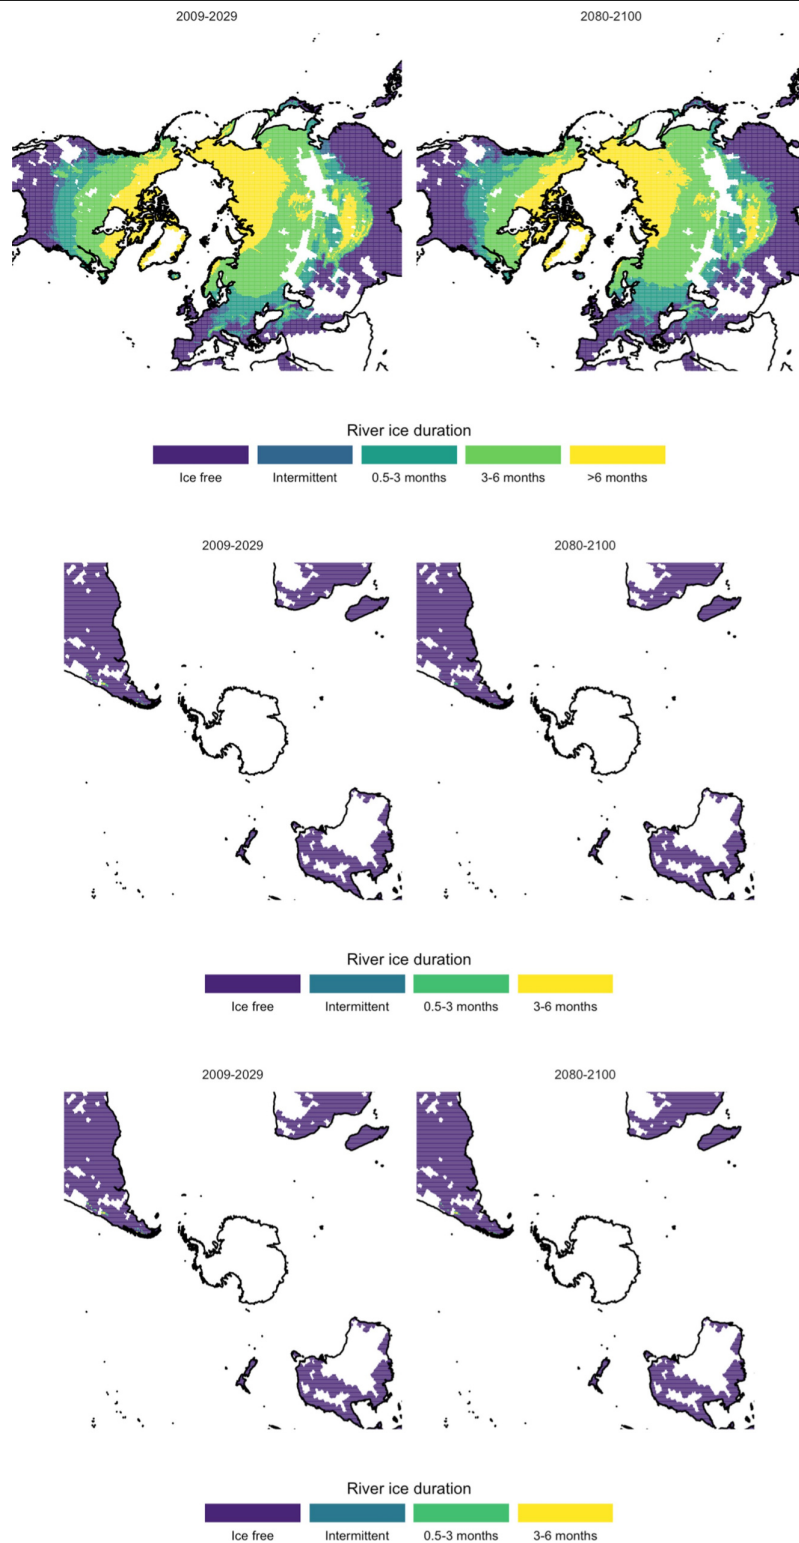 2009-2029 2080-2100
River ice duration
Ice free Intermittent 0.5-3 months 3-6 months >6 months
2009-2029 2080-2100
River ice duration
Ice free Intermittent 0.5-3 months 3-6 months
2009-2029 2080-2100
River ice duration
Ice free Intermittent 0.5-3 months 3-6 months